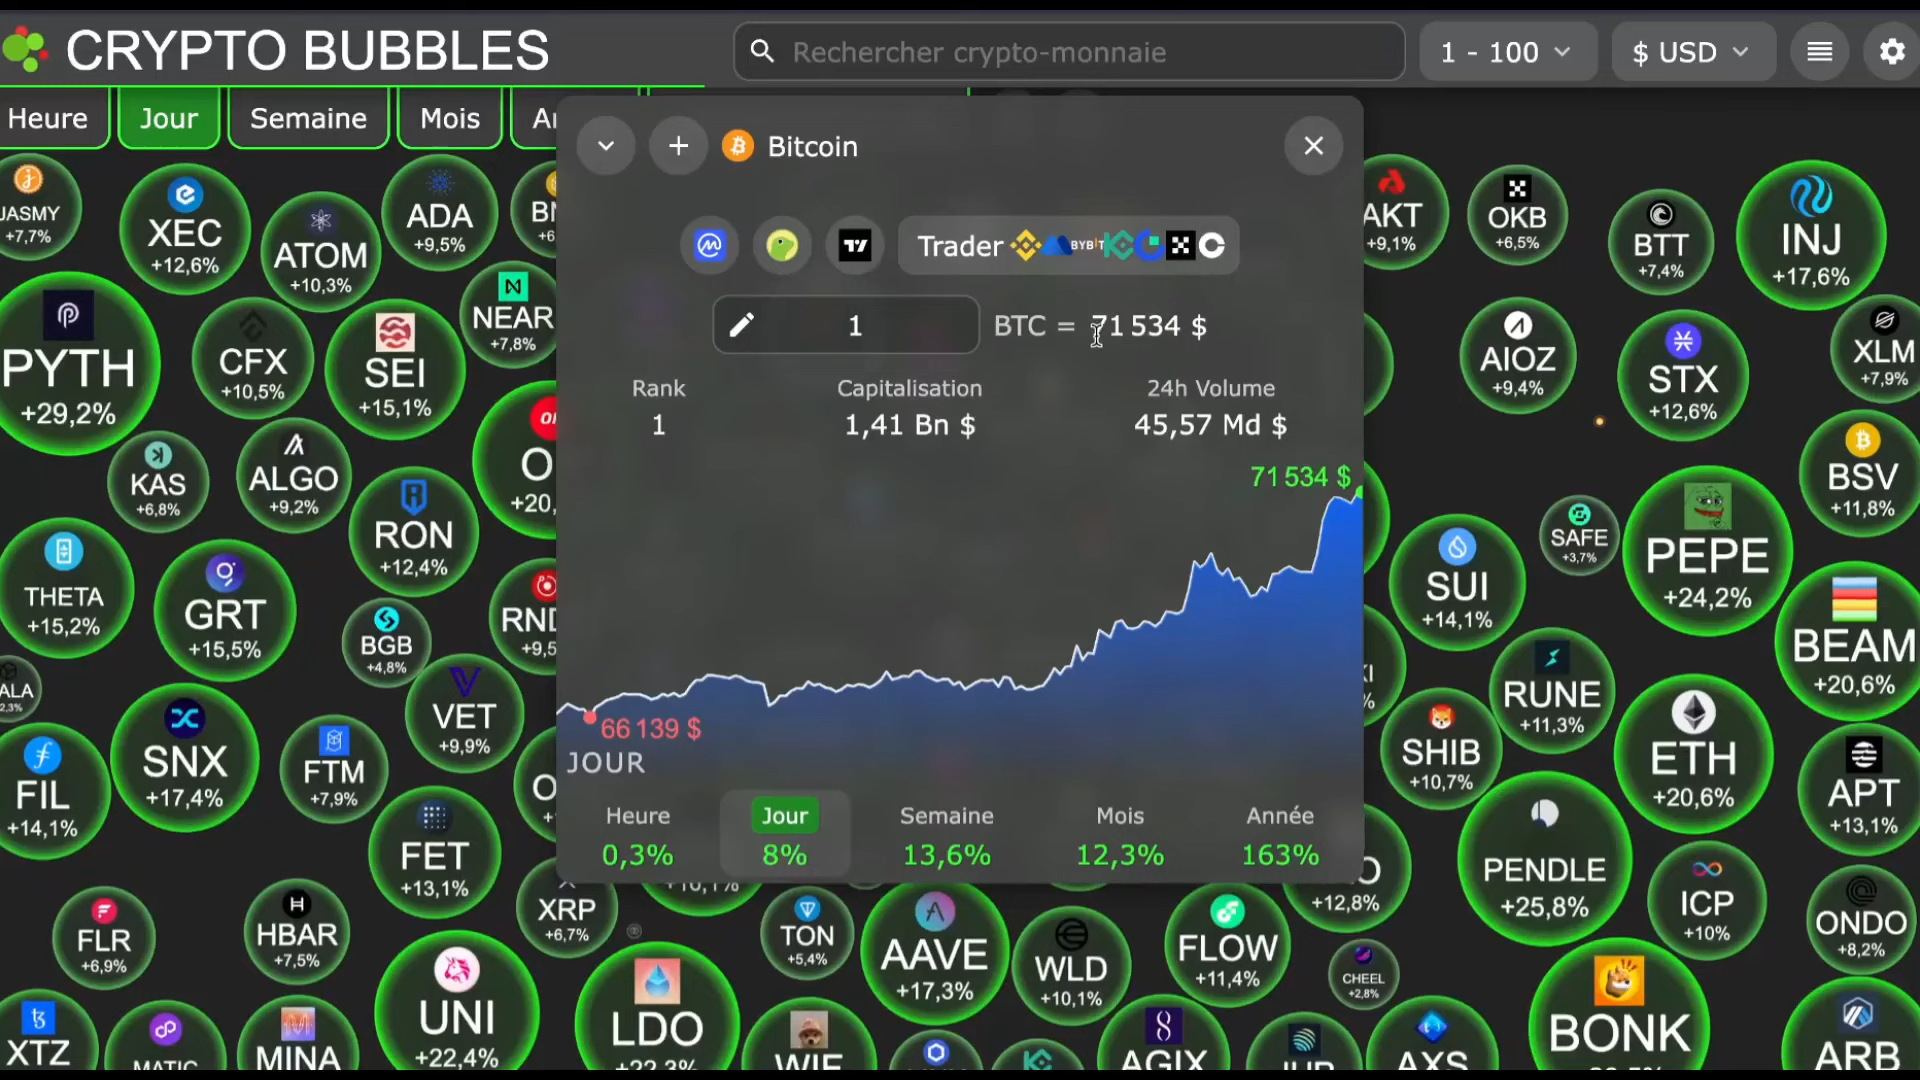 CRYPTO BUBBLES
Rechercher crypto-monnaie
1 - 100
$ USD
Heure
Jour
Semaine
Mois
Bitcoin
Trader
BYBIT
1
BTC = 71 534 $
Rank
Capitalisation
24h Volume
1
1,41 Bn $
45,57 Md $
71 534 $
66 139 $
JOUR
Heure
Jour
Semaine
Mois
Année
0,3%
8%
13,6%
12,3%
163%
JASMY
+7,7%
XEC
+12,6%
ATOM
+10,3%
ADA
+9,5%
PYTH
+29,2%
CFX
+10,5%
SEI
+15,1%
NEAR
+7,8%
KAS
+6,8%
ALGO
+9,2%
RON
+12,4%
THETA
+15,2%
GRT
+15,5%
BGB
+4,8%
VET
+9,9%
FIL
+14,1%
SNX
+17,4%
FTM
+7,9%
FET
+13,1%
FLR
+6,9%
HBAR
+7,5%
XRP
+6,7%
UNI
+22,4%
LDO
+22,3%
XTZ
MATIC
MINA
TON
+5,4%
AAVE
+17,3%
WLD
+10,1%
FLOW
+11,4%
CHEEL
+2,8%
WIF
AGIX
JUP
AXS
+12,8%
AKT
+9,1%
OKB
+6,5%
BTT
+7,4%
INJ
+17,6%
AIOZ
+9,4%
STX
+12,6%
XLM
+7,9%
BSV
+11,8%
SAFE
+3,7%
PEPE
+24,2%
SUI
+14,1%
BEAM
+20,6%
RUNE
+11,3%
SHIB
+10,7%
ETH
+20,6%
APT
+13,1%
PENDLE
+25,8%
ICP
+10%
ONDO
+8,2%
BONK
ARB